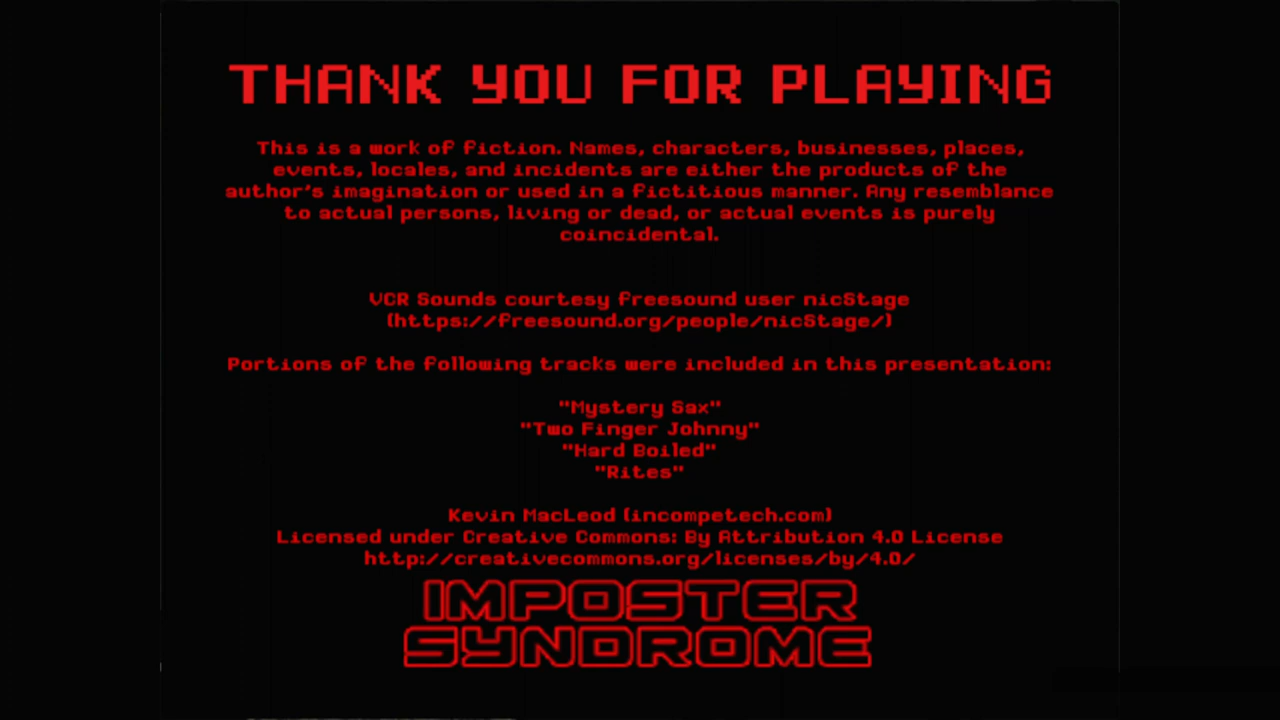 THANK YOU FOR PLAYING
This is a work of fiction. Names, characters, businesses, places,
events, locales, and incidents are either the products of the
author's imagination or used in a fictitious manner. Any resemblance
to actual persons, living or dead, or actual events is purely
coincidental.
VCR Sounds courtesy freesound user nicStage
(https://freesound.org/people/nicStage/)
Portions of the following tracks were included in this presentation:
"Mystery Sax"
"Two Finger Johnny"
"Hard Boiled"
"Rites"
Kevin MacLeod (incompetech.com)
Licensed under Creative Commons: By Attribution 4.0 License
http://creativecommons.org/licenses/by/4.0/
IMPOSTER
SYNDROME